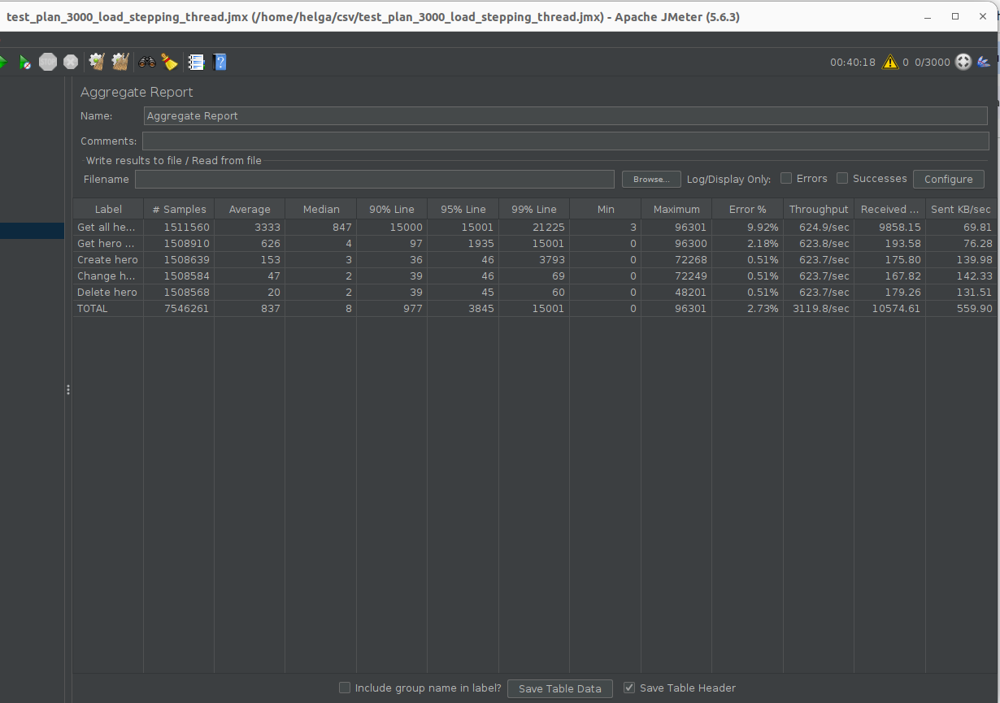 test_plan_3000_load_stepping_thread.jmx (/home/helga/csv/test_plan_3000_load_stepping_thread.jmx) - Apache JMeter (5.6.3)
STOP
00:40:18 0 0/3000
Aggregate Report
Name: Aggregate Report
Comments:
Write results to file / Read from file
Filename Browse... Log/Display Only: Errors Successes Configure
Label # Samples Average Median 90% Line 95% Line 99% Line Min Maximum Error % Throughput Received ... Sent KB/sec
Get all he... 1511560 3333 847 15000 15001 21225 3 96301 9.92% 624.9/sec 9858.15 69.81
Get hero ... 1508910 626 4 97 1935 15001 0 96300 2.18% 623.8/sec 193.58 76.28
Create hero 1508639 153 3 36 46 3793 0 72268 0.51% 623.7/sec 175.80 139.98
Change h... 1508584 47 2 39 46 69 0 72249 0.51% 623.7/sec 167.82 142.33
Delete hero 1508568 20 2 39 45 60 0 48201 0.51% 623.7/sec 179.26 131.51
TOTAL 7546261 837 8 977 3845 15001 0 96301 2.73% 3119.8/sec 10574.61 559.90
Include group name in label? Save Table Data Save Table Header